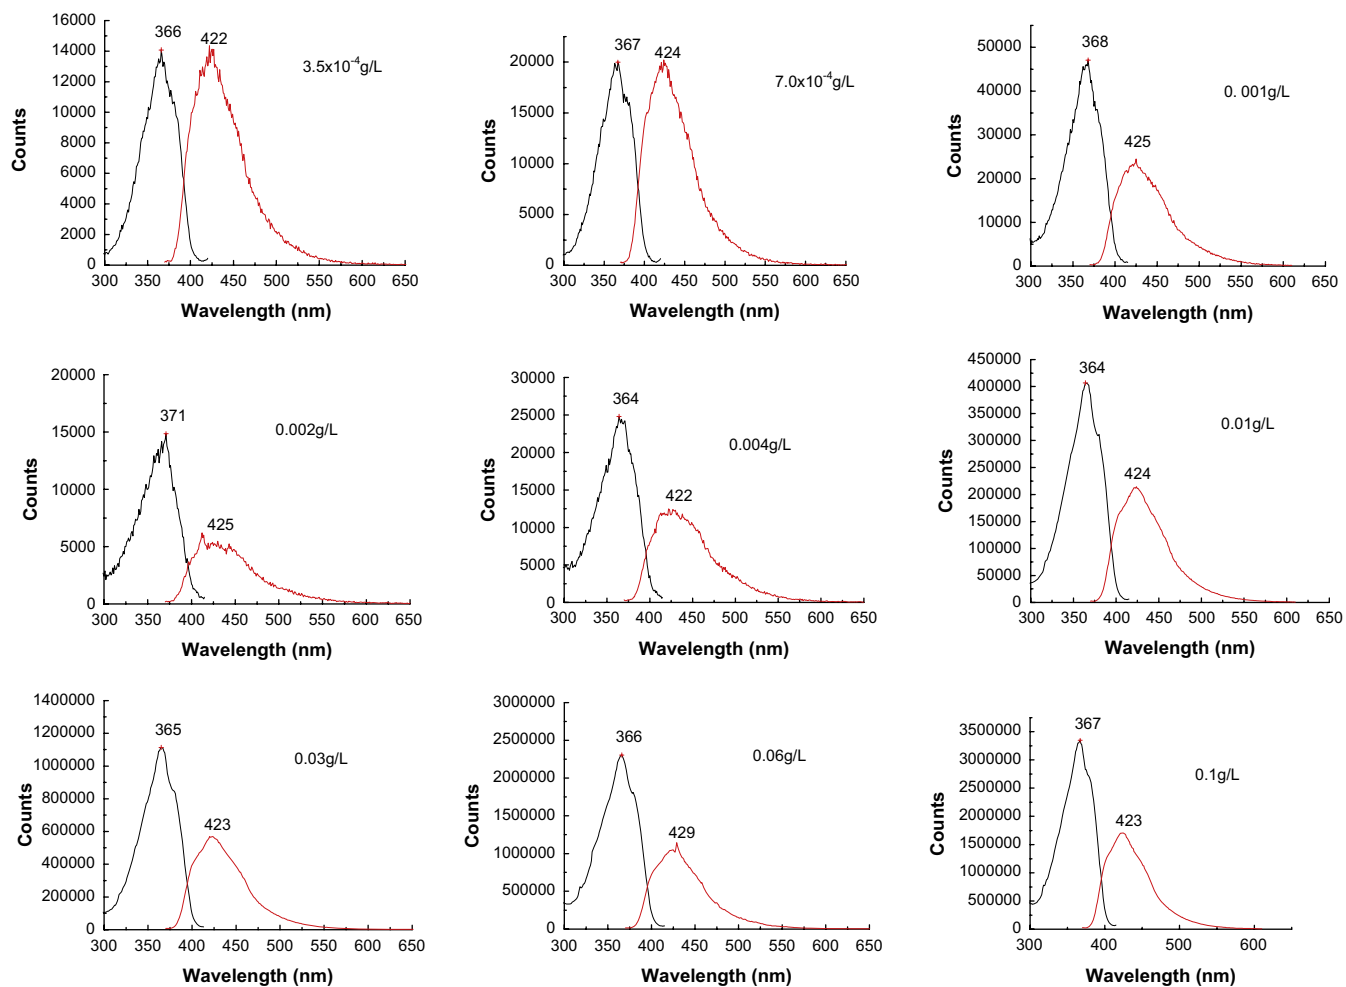 16000
14000
12000
10000
8000
6000
4000
2000
0
300 350 400 450 500 550 600 650
Counts
Wavelength (nm)
366
422
3.5x10⁻⁴g/L
20000
15000
10000
5000
0
300 350 400 450 500 550 600 650
Counts
Wavelength (nm)
367
424
7.0x10⁻⁴g/L
50000
40000
30000
20000
10000
0
300 350 400 450 500 550 600 650
Counts
Wavelength (nm)
368
425
0. 001g/L
20000
15000
10000
5000
0
300 350 400 450 500 550 600 650
Counts
Wavelength (nm)
371
425
0.002g/L
30000
25000
20000
15000
10000
5000
0
300 350 400 450 500 550 600 650
Counts
Wavelength (nm)
364
422
0.004g/L
450000
400000
350000
300000
250000
200000
150000
100000
50000
0
300 350 400 450 500 550 600 650
Counts
Wavelength (nm)
364
424
0.01g/L
1400000
1200000
1000000
800000
600000
400000
200000
0
300 350 400 450 500 550 600 650
Counts
Wavelength (nm)
365
423
0.03g/L
3000000
2500000
2000000
1500000
1000000
500000
0
300 350 400 450 500 550 600 650
Counts
Wavelength (nm)
366
429
0.06g/L
3500000
3000000
2500000
2000000
1500000
1000000
500000
0
300 400 500 600
Counts
Wavelength (nm)
367
423
0.1g/L